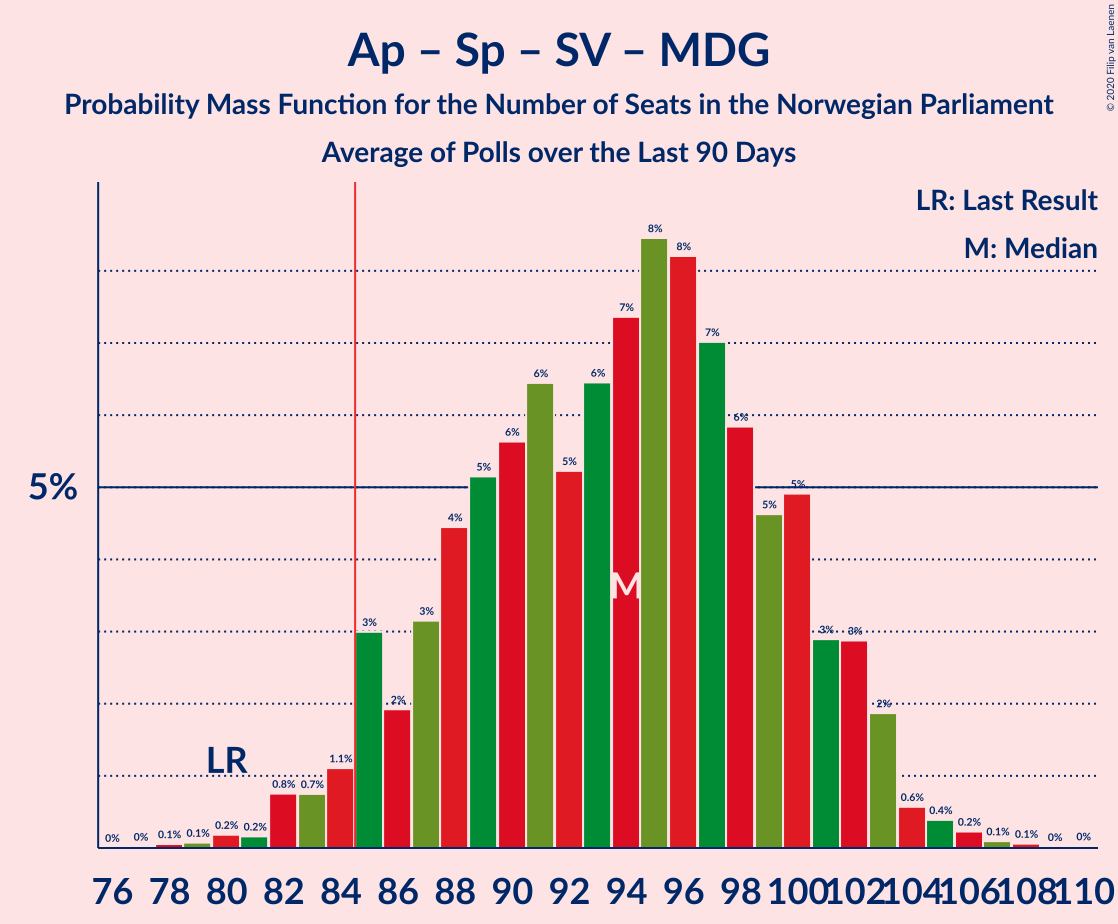 Ap – Sp – SV – MDG
Probability Mass Function for the Number of Seats in the Norwegian Parliament
Average of Polls over the Last 90 Days
© 2020 Filip van Laenen
LR: Last Result
M: Median
5%
LR
M
0% 0% 0.1% 0.1% 0.2% 0.2% 0.8% 0.7% 1.1% 3% 2% 3% 4% 5% 6% 6% 5% 6% 7% 8% 8% 7% 6% 5% 5% 3% 3% 2% 0.6% 0.4% 0.2% 0.1% 0.1% 0% 0%
76 78 80 82 84 86 88 90 92 94 96 98 100 102 104 106 108 110